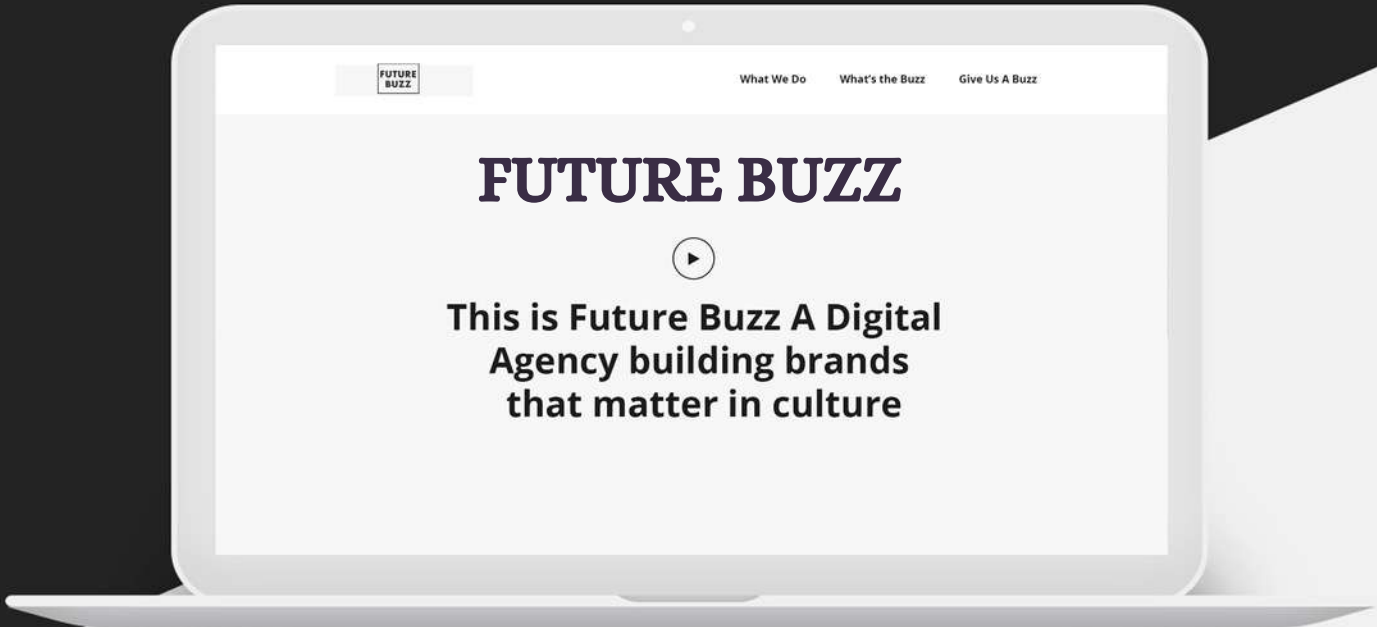 FUTURE
BUZZ
What We Do
What's the Buzz
Give Us A Buzz
FUTURE BUZZ
This is Future Buzz A Digital
Agency building brands
that matter in culture